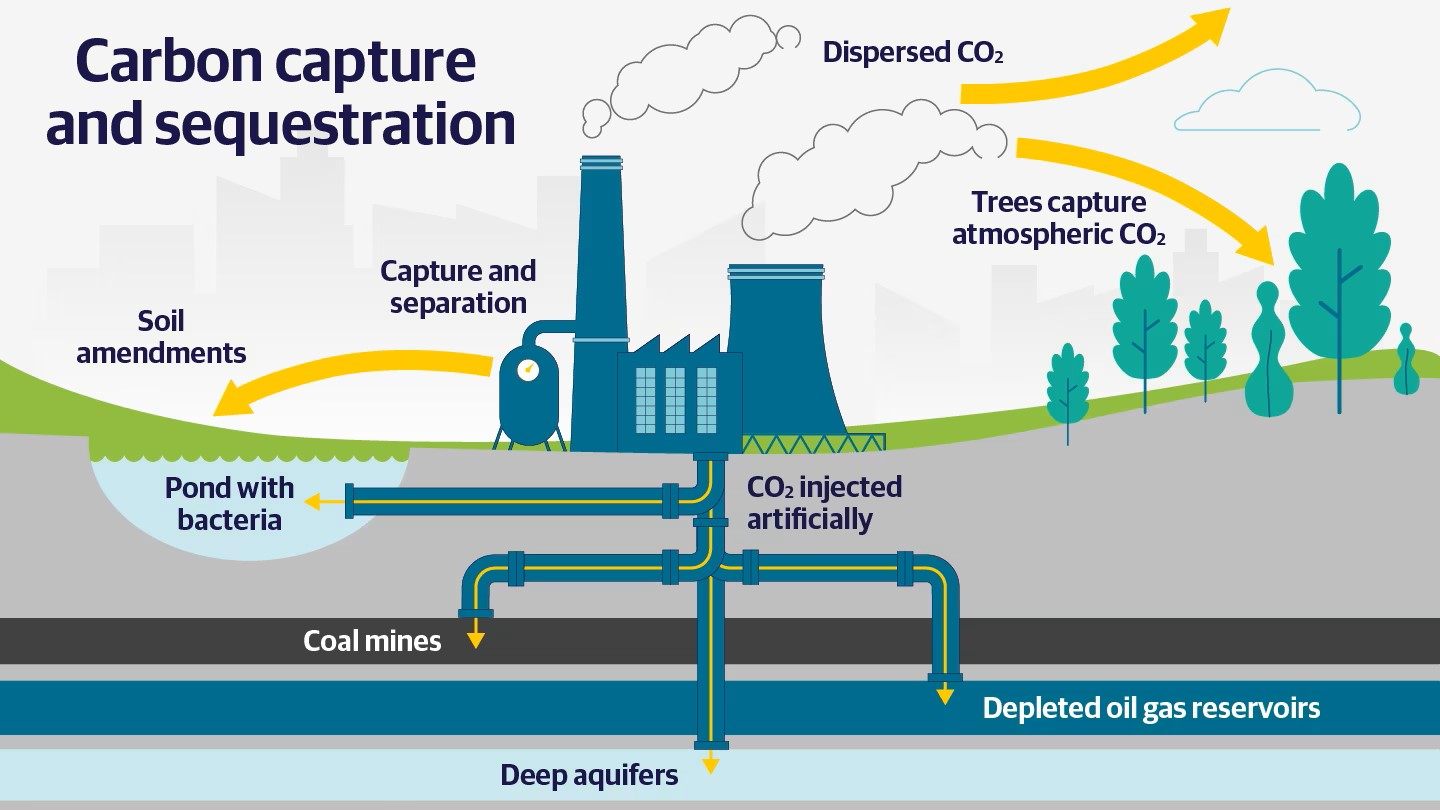 Carbon capture
and sequestration
Dispersed CO₂
Trees capture
atmospheric CO₂
Capture and
separation
Soil
amendments
Pond with
bacteria
CO₂ injected
artificially
Coal mines
Depleted oil gas reservoirs
Deep aquifers